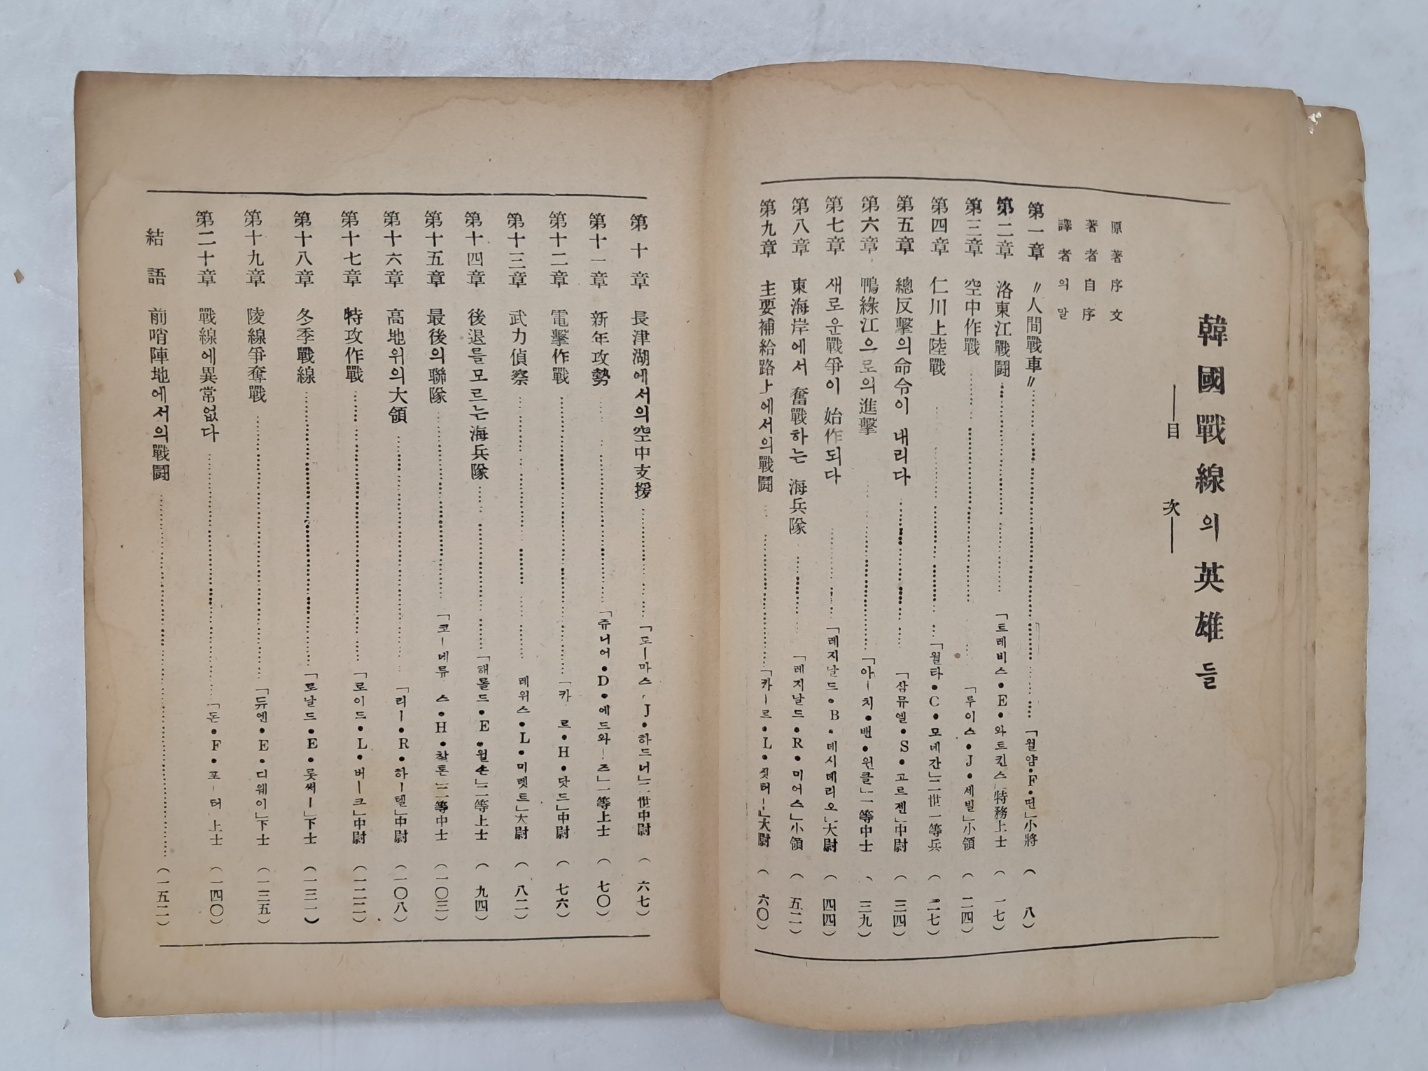 韓國戰線의英雄들
──目 次──
原著序文
著者自序
譯者의말
第一章 〃人間戰車〃……「월얌·F·띤」小將 ( 八)
第二章 洛東江戰鬪……「트레비스·E·와트킨스」特務上士 ( 一七)
第三章 空中作戰……「루이스·J·세빌」小領 ( 二四)
第四章 仁川上陸戰……「월타·C·모네간」二世一等兵 ( 二七)
第五章 總反擊의命令이 내리다……「삼뮤엘·S·고르젠」中尉 ( 三四)
第六章 鴨綠江으로의進擊……「아ー치·밴·윈클」一等中士 ( 三九)
第七章 새로운戰爭이 始作되다……「레지날드·B·데시데리오」大尉 ( 四四)
第八章 東海岸에서 奮戰하는 海兵隊……「레지날드·R·미어스」小領 ( 五二)
第九章 主要補給路上에서의戰鬪……「카ー르·L·씻터ー」大尉 ( 六〇)
第十章 長津湖에서의空中支援……「도ー마스·J·하드너」二世中尉 ( 六七)
第十一章 新年攻勢……「쥬니어·D·에드와ー즈」一等上士 ( 七〇)
第十二章 電擊作戰……「카 르·H·닷드」中尉 ( 七六)
第十三章 武力偵察……「레위스·L·미렛트」大尉 ( 八二)
第十四章 後退를모르는海兵隊……「해롤드·E·윌슨」二等上士 ( 九四)
第十五章 最後의聯隊……「코ー네류 스·H·찰튼」二等中士 (一〇三)
第十六章 高地위의大領……「리ー·R·하ー텔」中尉 (一〇八)
第十七章 特攻作戰……「로이드·L·버ー크」中尉 (一二二)
第十八章 冬季戰線……「로날드·E·롯써ー」下士 (一三一)
第十九章 陵線爭奪戰……「듀엔·E·디웨이」下士 (一三五)
第二十章 戰線에異常없다……「돈·F·포ー터 上士 (一四〇)
結語 前哨陣地에서의戰鬪…… (一五二)